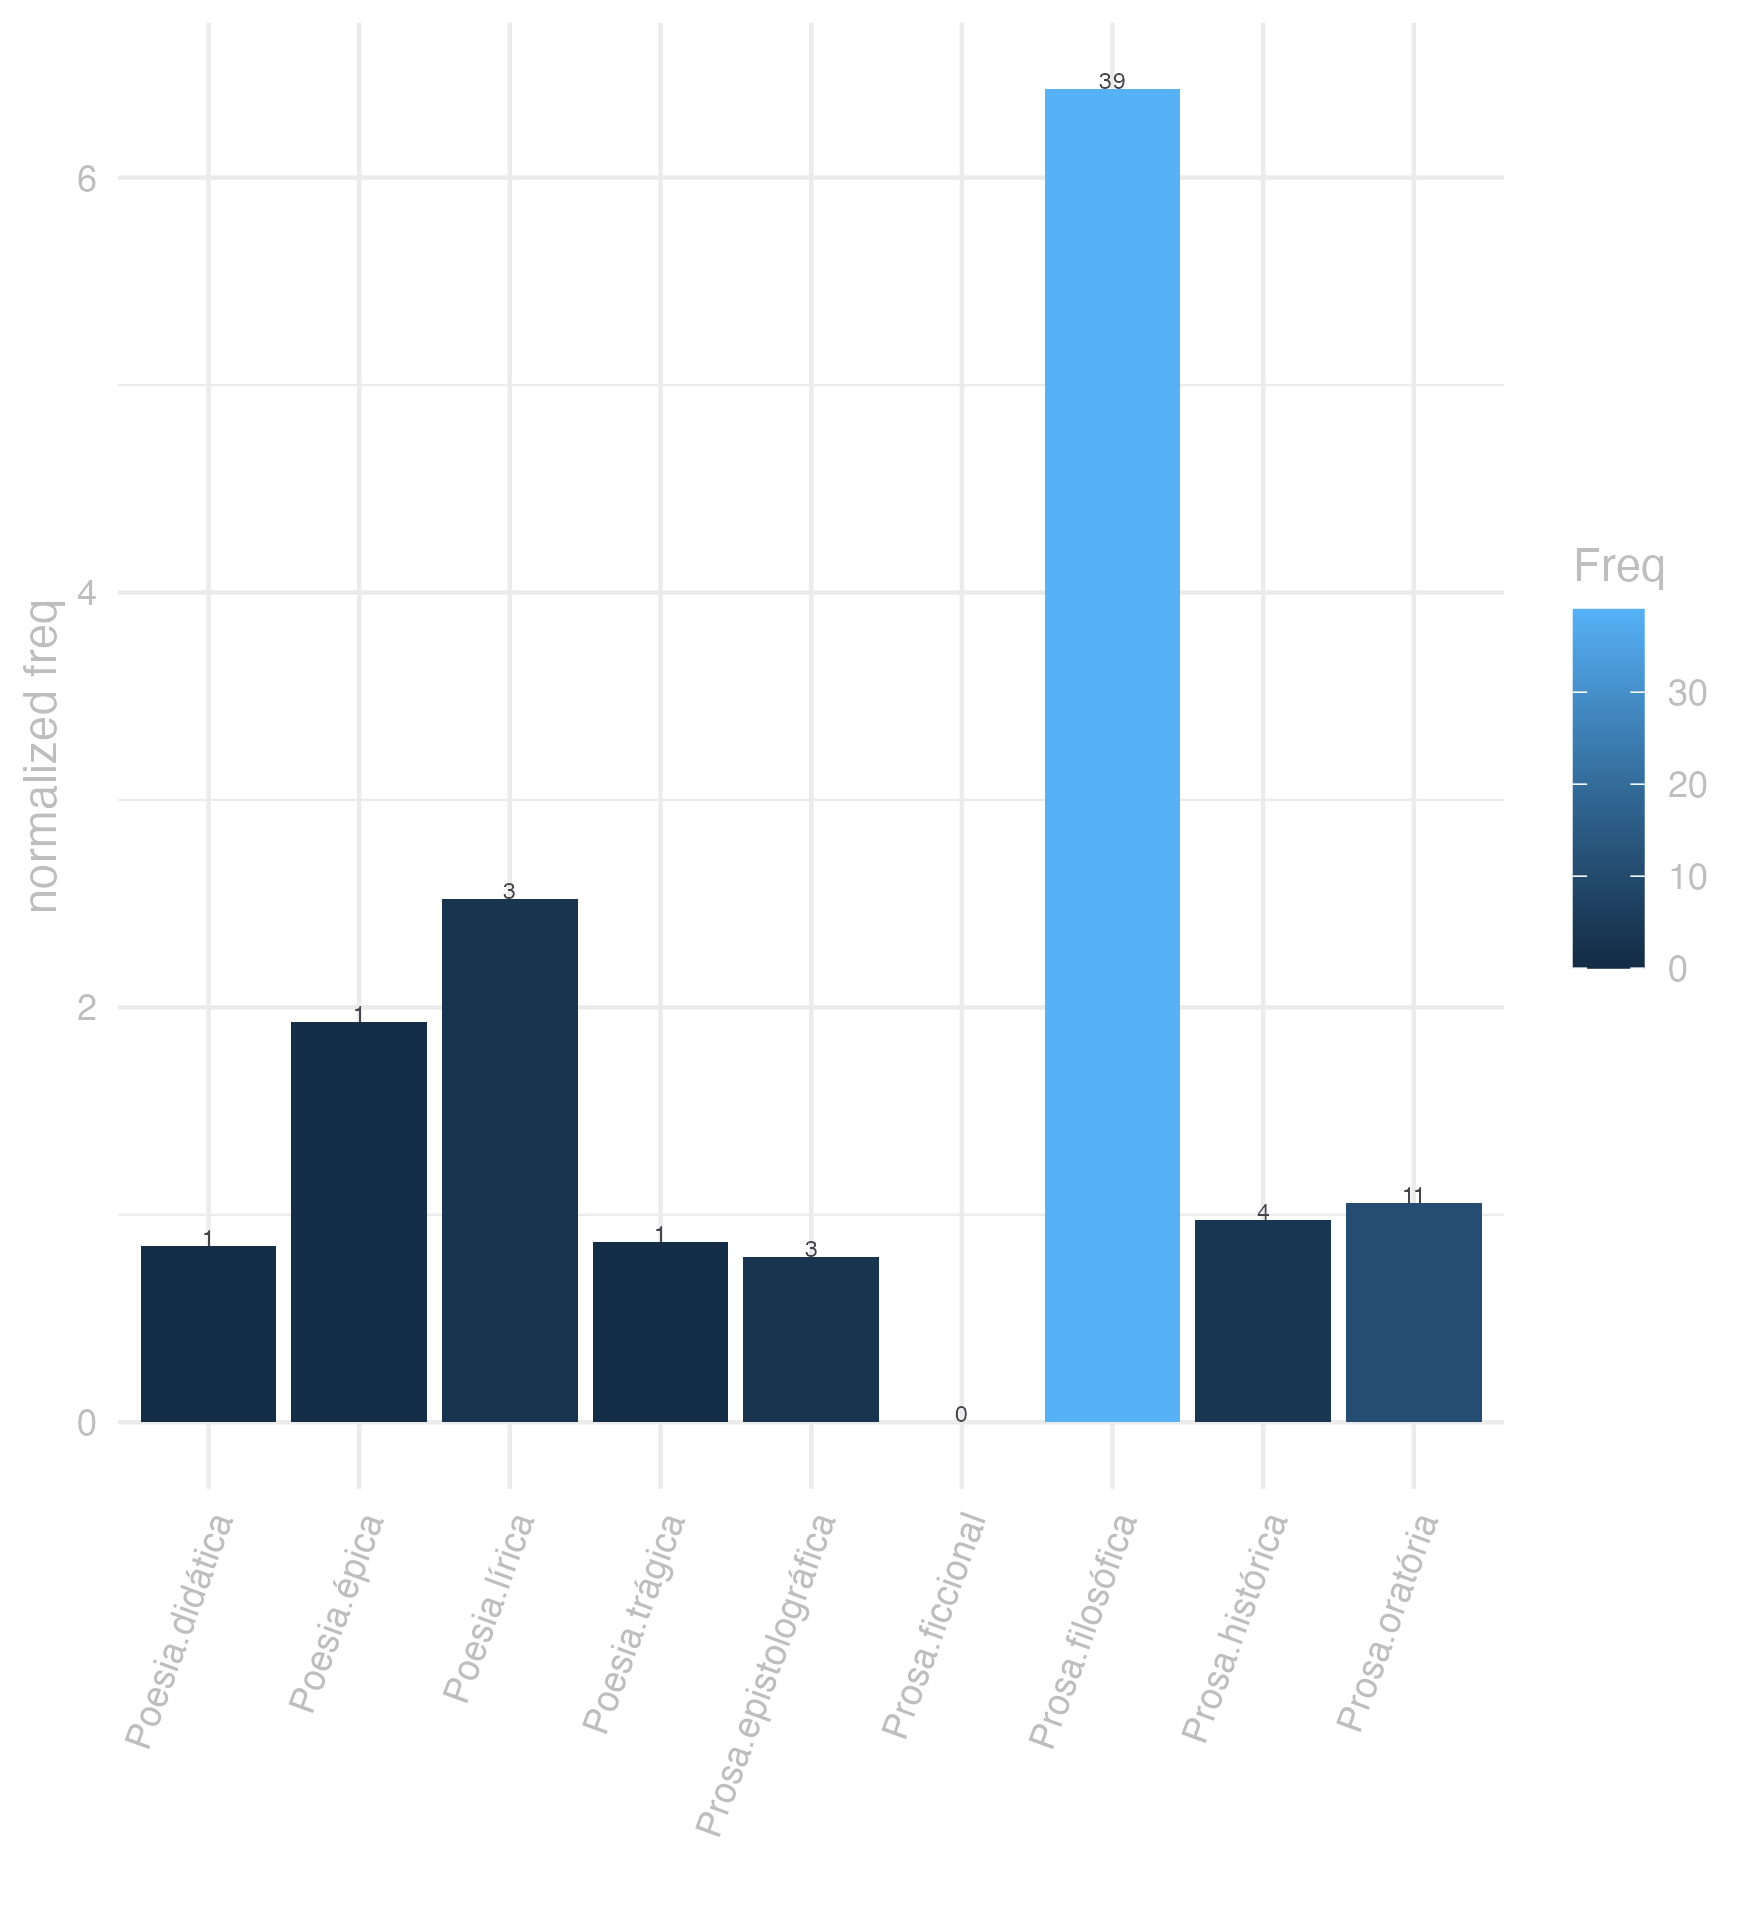 39
6
Freq
30
20
10
0
normalized freq
4
3
2
1
1
1
3
4
11
0
0
Poesia.didática
Poesia.épica
Poesia.lírica
Poesia.trágica
Prosa.epistolográfica
Prosa.ficcional
Prosa.filosófica
Prosa.histórica
Prosa.oratória